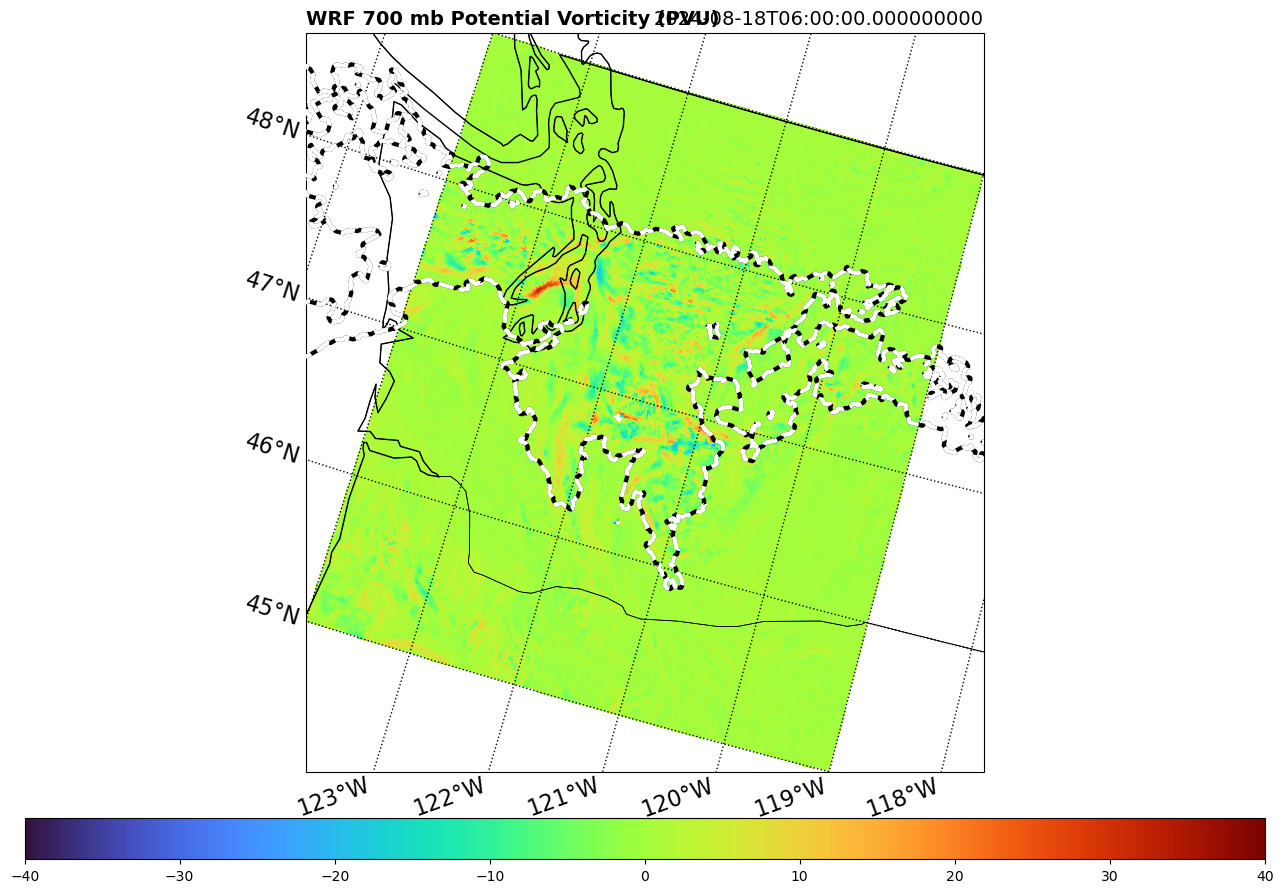 WRF 700 mb Potential Vorticity (PVU) 2024-08-18T06:00:00.000000000
48°N
47°N
46°N
45°N
123°W 122°W 121°W 120°W 119°W 118°W
−40 −30 −20 −10 0 10 20 30 40